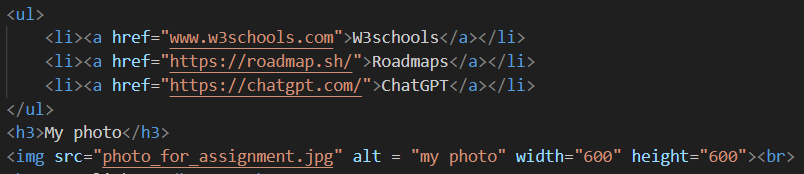 <ul>
    <li><a href="www.w3schools.com">W3schools</a></li>
    <li><a href="https://roadmap.sh/">Roadmaps</a></li>
    <li><a href="https://chatgpt.com/">ChatGPT</a></li>
</ul>
<h3>My photo</h3>
<img src="photo_for_assignment.jpg" alt = "my photo" width="600" height="600"><br>